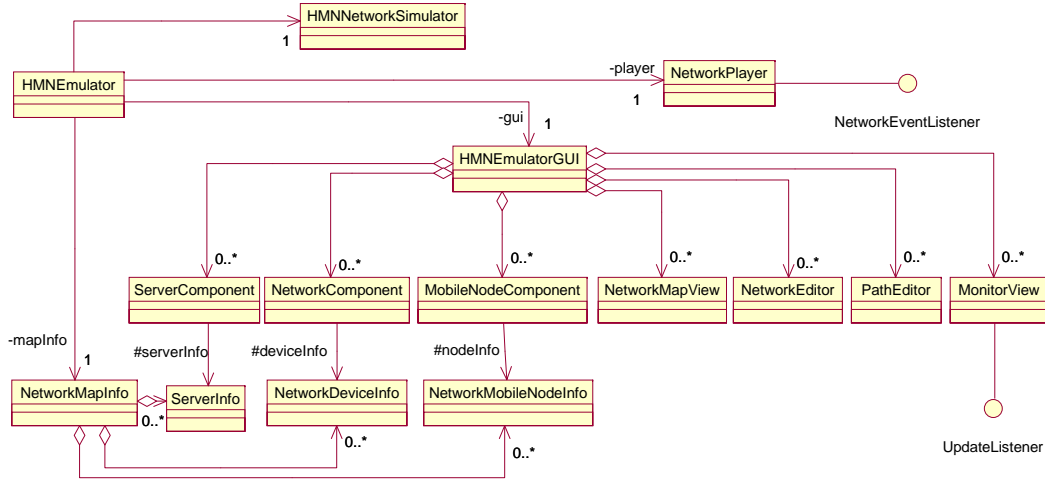 HMNNetworkSimulator
1
HMNEmulator
-player
NetworkPlayer
1
-gui
1
NetworkEventListener
HMNEmulatorGUI
0..*
0..*
0..*
0..*
0..*
0..*
0..*
ServerComponent
NetworkComponent
MobileNodeComponent
NetworkMapView
NetworkEditor
PathEditor
MonitorView
-mapInfo
1
#serverInfo
#deviceInfo
#nodeInfo
NetworkMapInfo
ServerInfo
NetworkDeviceInfo
NetworkMobileNodeInfo
0..*
0..*
0..*
UpdateListener